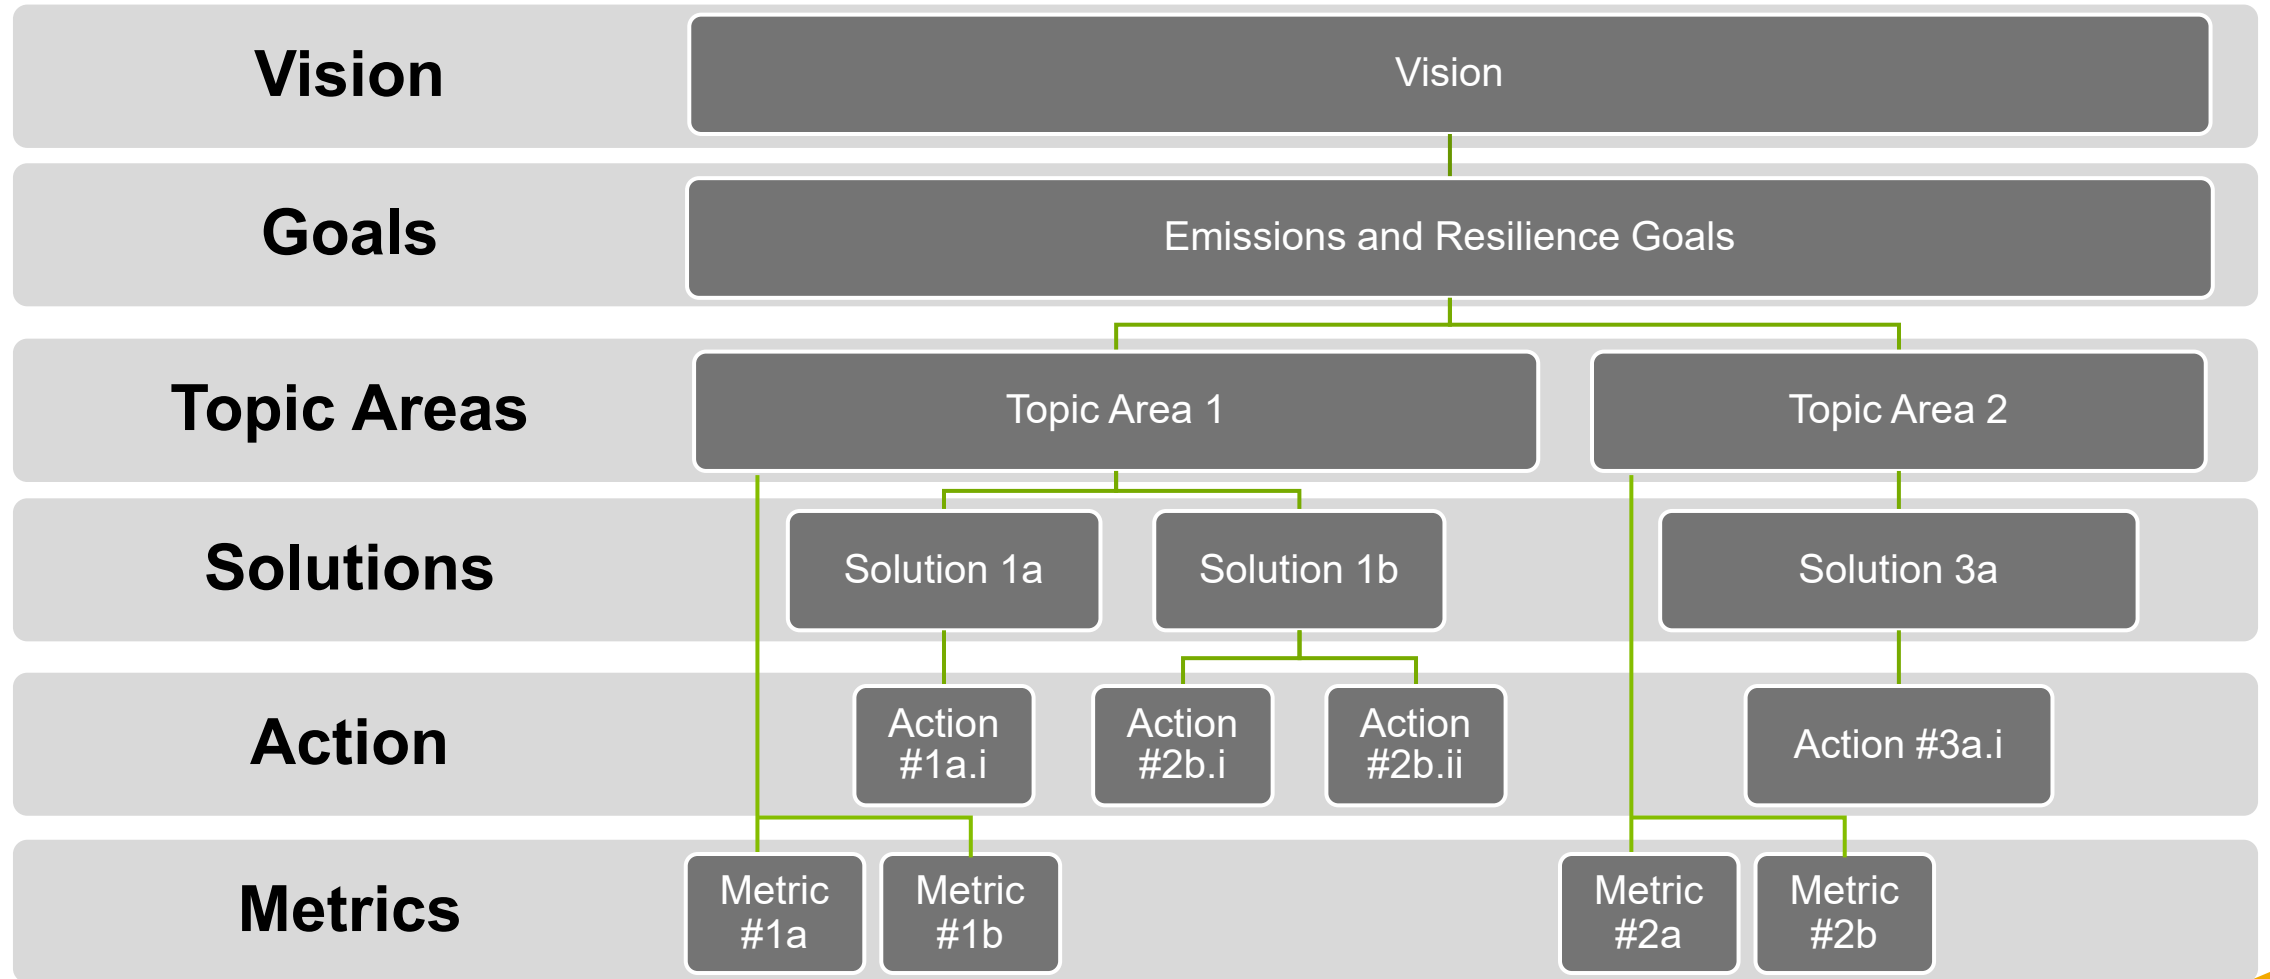 Vision
Vision
Goals
Emissions and Resilience Goals
Topic Areas
Topic Area 1
Topic Area 2
Solutions
Solution 1a
Solution 1b
Solution 3a
Action
Action
#1a.i
Action
#2b.i
Action
#2b.ii
Action #3a.i
Metrics
Metric
#1a
Metric
#1b
Metric
#2a
Metric
#2b